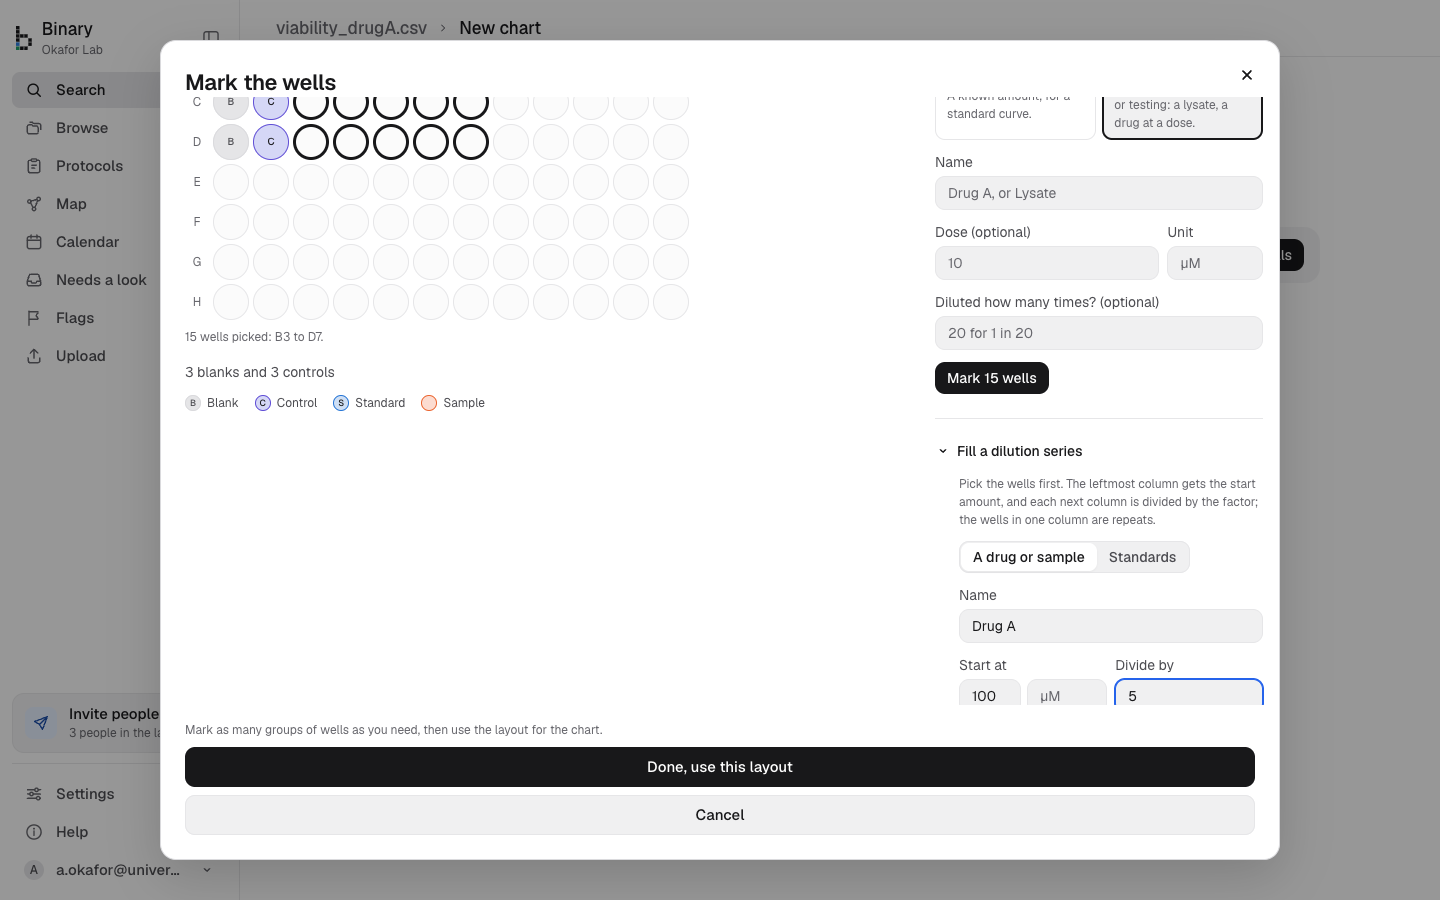 Binary
Okafor Lab
Search
Browse
Protocols
Map
Calendar
Needs a look
Flags
Upload
Invite people
3 people in the la
Settings
Help
A
a.okafor@univer...
viability_drugA.csv > New chart
Mark the wells
C B C
D B C
E
F
G
H
15 wells picked: B3 to D7.
3 blanks and 3 controls
B Blank C Control S Standard Sample
A known amount, for a
standard curve.
or testing: a lysate, a
drug at a dose.
Name
Drug A, or Lysate
Dose (optional) Unit
10 µM
Diluted how many times? (optional)
20 for 1 in 20
Mark 15 wells
Fill a dilution series
Pick the wells first. The leftmost column gets the start
amount, and each next column is divided by the factor;
the wells in one column are repeats.
A drug or sample Standards
Name
Drug A
Start at Divide by
100 µM 5
Mark as many groups of wells as you need, then use the layout for the chart.
Done, use this layout
Cancel
ls